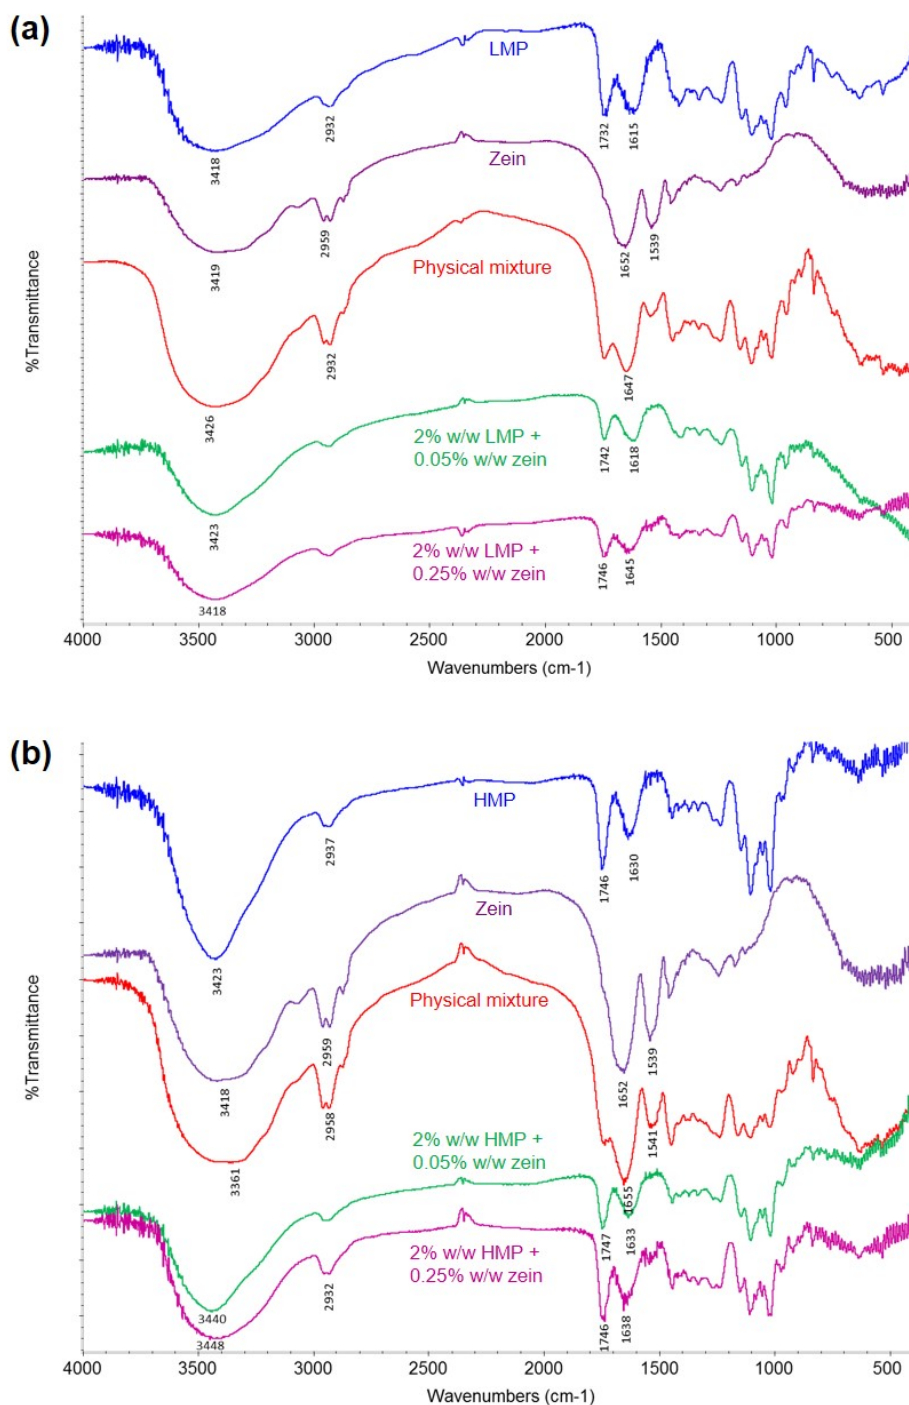 (a)
LMP
2932
1732
1615
3418
Zein
2959
3419
1652
1539
Physical mixture
2932
1647
3426
2% w/w LMP +
0.05% w/w zein
1742
1618
3423
2% w/w LMP +
0.25% w/w zein
1746
1645
3418
%Transmittance
4000 3500 3000 2500 2000 1500 1000 500
Wavenumbers (cm-1)
(b)
HMP
2937
1746
1630
3423
Zein
2959
1539
3418
1652
Physical mixture
2958
1541
3361
1655
2% w/w HMP +
0.05% w/w zein
1747
1633
3440
2% w/w HMP +
0.25% w/w zein
2932
1746
1638
3448
%Transmittance
4000 3500 3000 2500 2000 1500 1000 500
Wavenumbers (cm-1)